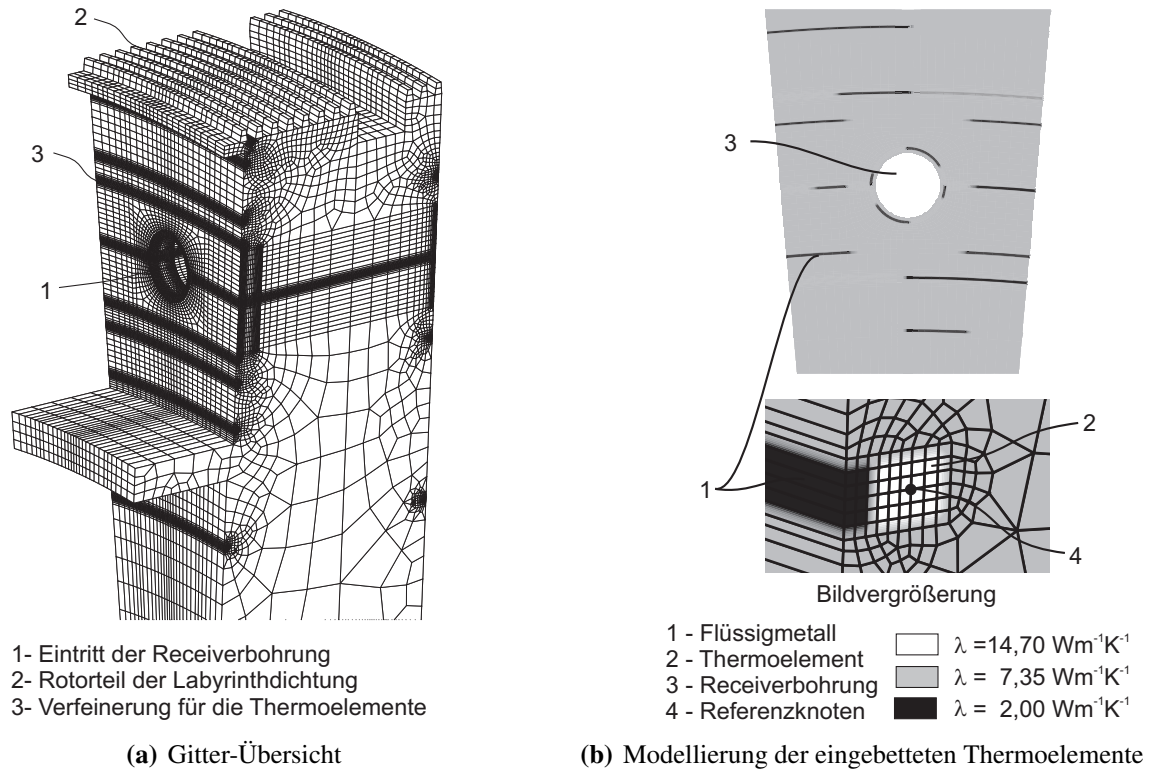 2
3
1
1- Eintritt der Receiverbohrung
2- Rotorteil der Labyrinthdichtung
3- Verfeinerung für die Thermoelemente
(a) Gitter-Übersicht
3
1
2
4
Bildvergrößerung
1 - Flüssigmetall
2 - Thermoelement
3 - Receiverbohrung
4 - Referenzknoten
λ =14,70 Wm⁻¹K⁻¹
λ = 7,35 Wm⁻¹K⁻¹
λ = 2,00 Wm⁻¹K⁻¹
(b) Modellierung der eingebetteten Thermoelemente